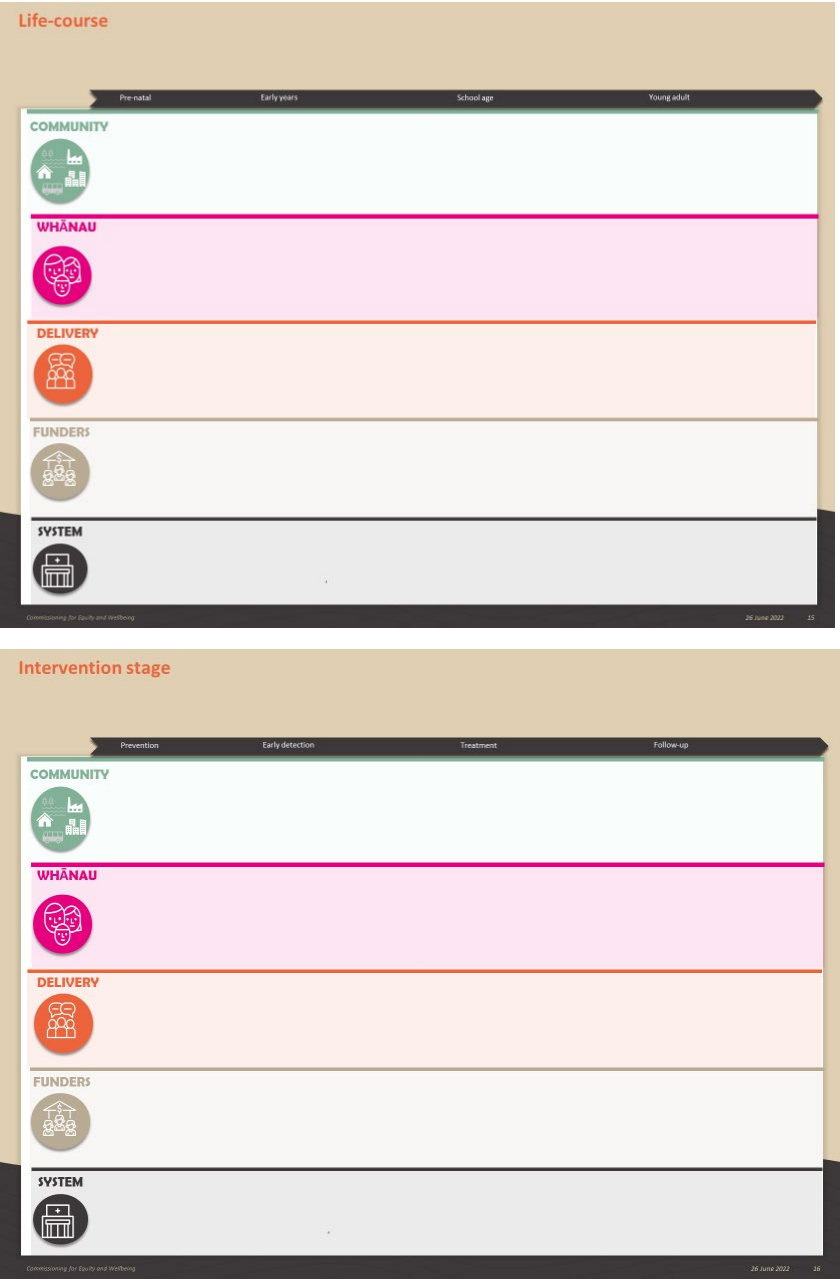 Life-course
Pre-natal Early years School age Young adult
COMMUNITY
WHĀNAU
DELIVERY
FUNDERS
$
SYSTEM
,
Commissioning for Equity and Wellbeing 26 June 2022 15
Intervention stage
Prevention Early detection Treatment Follow-up
COMMUNITY
WHĀNAU
DELIVERY
FUNDERS
$
SYSTEM
,
Commissioning for Equity and Wellbeing 26 June 2022 16